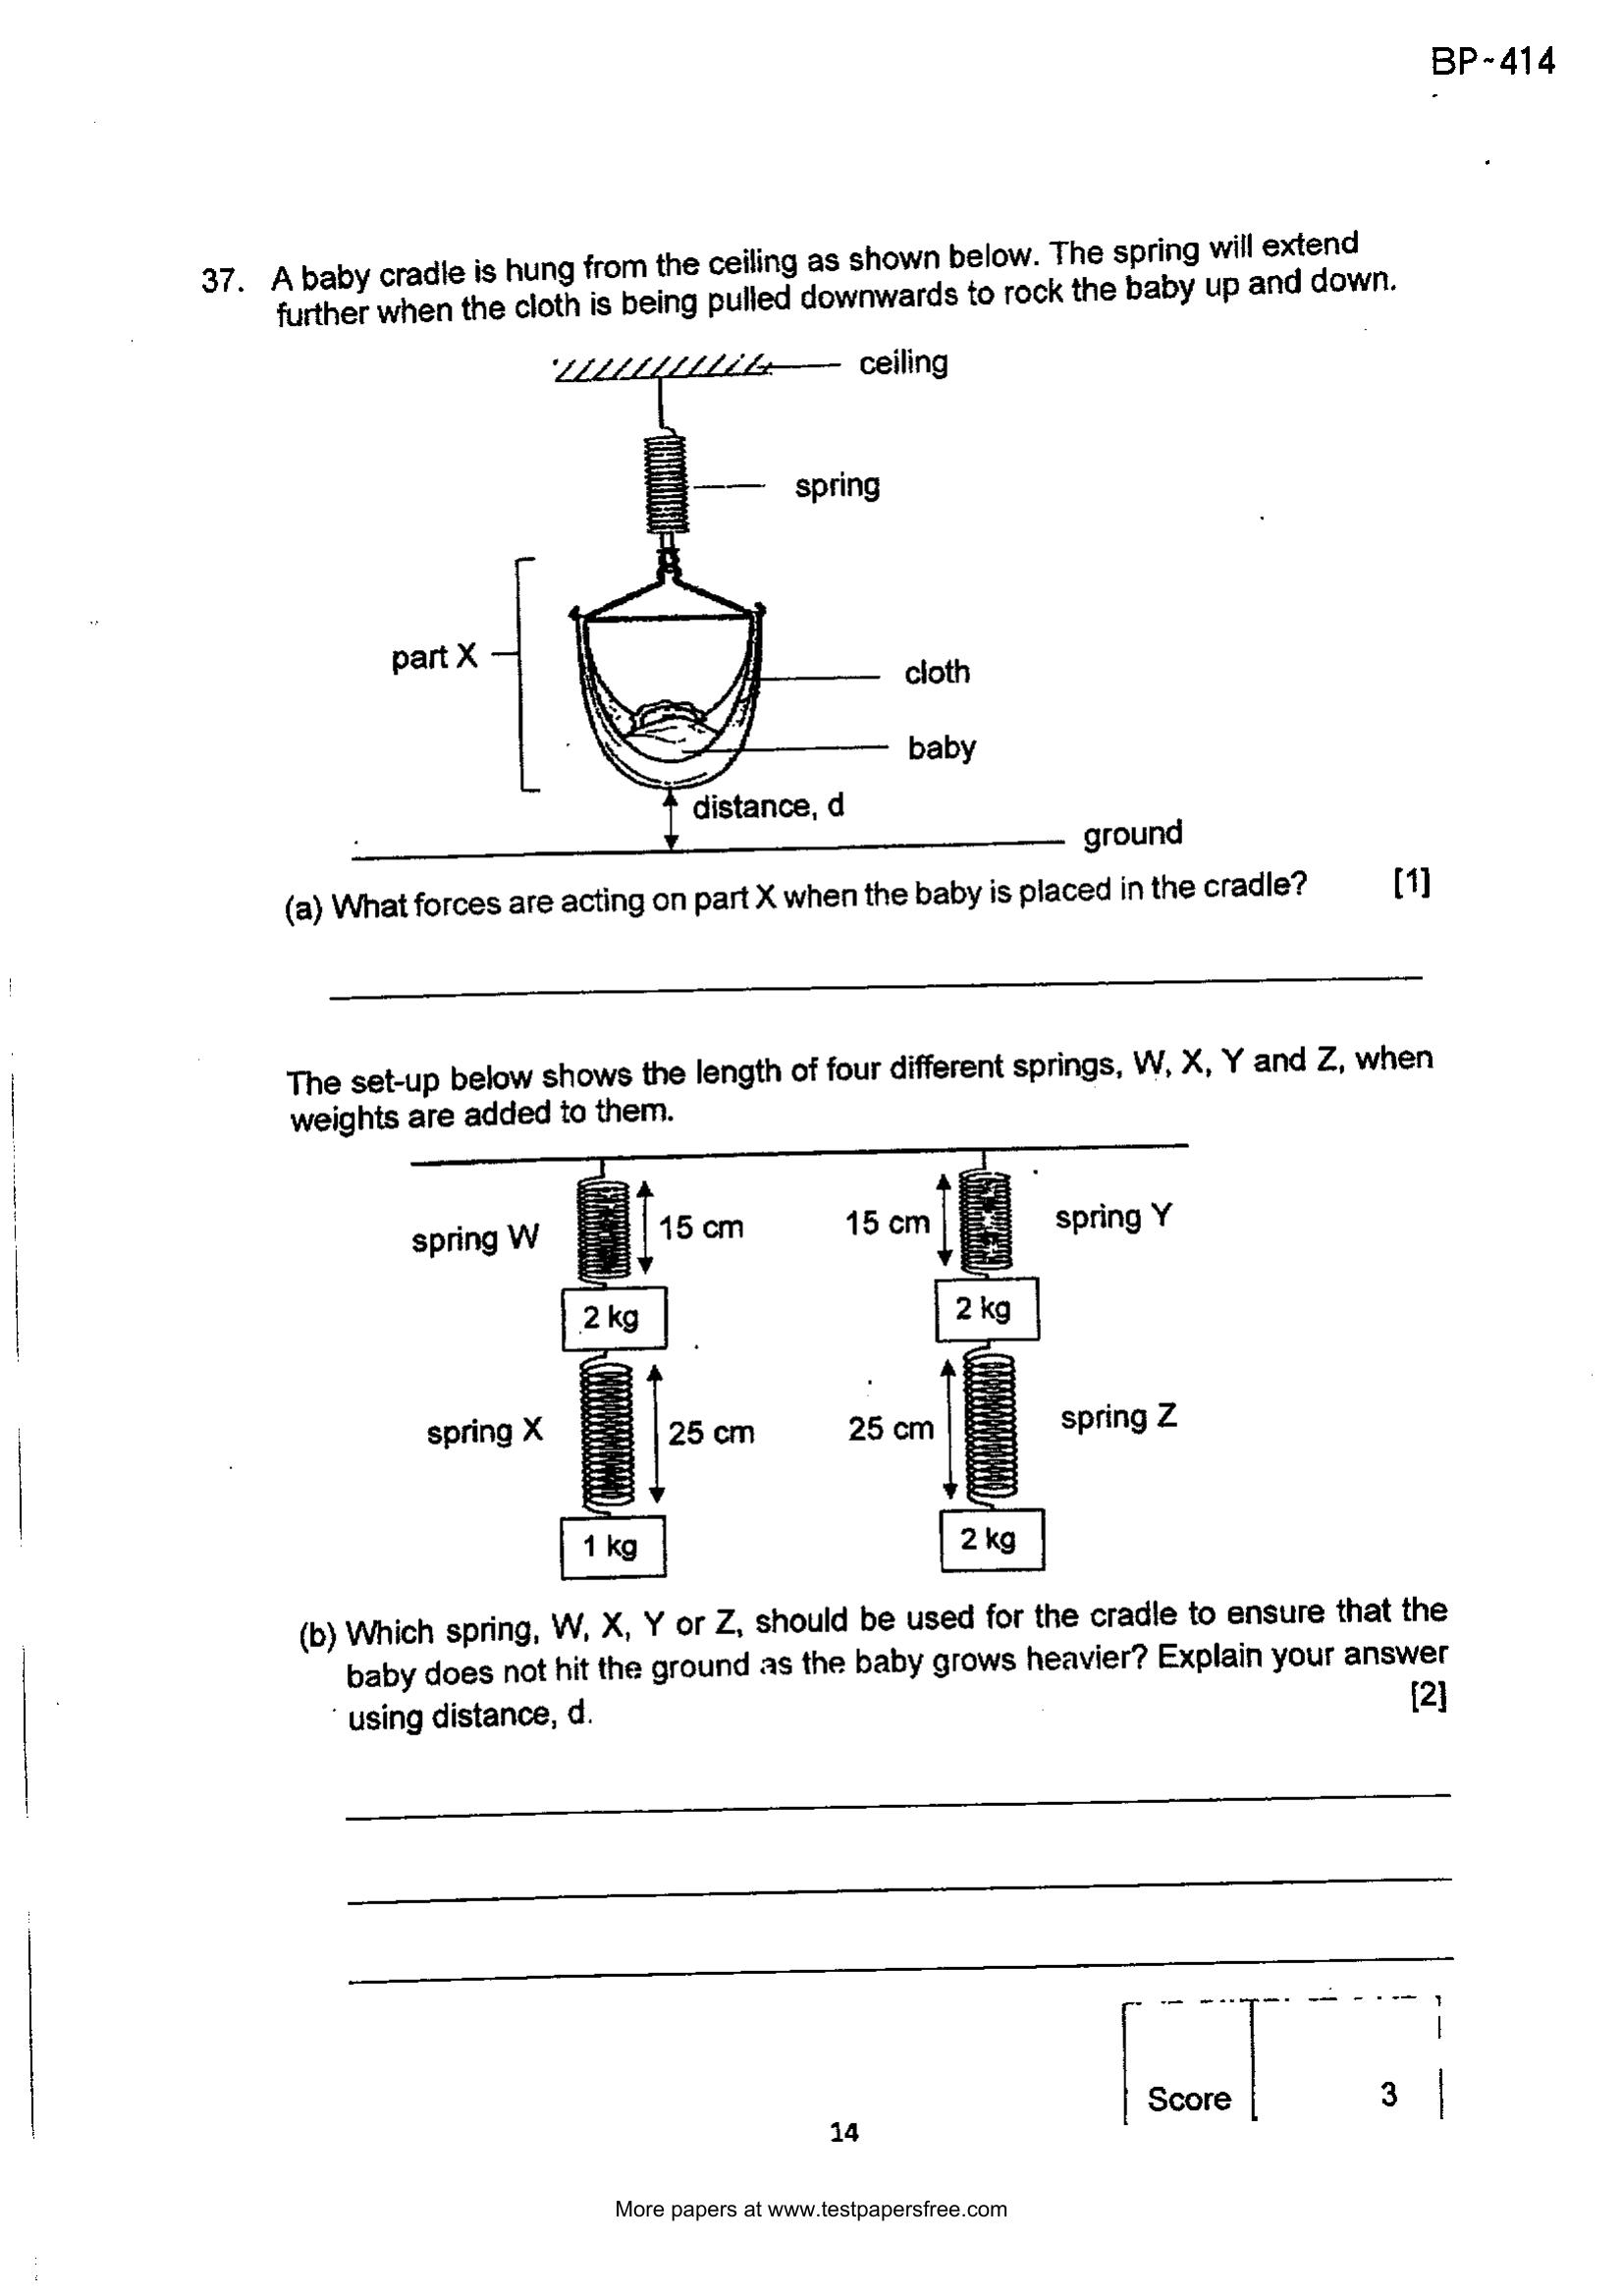 BP-414
37. A baby cradle is hung from the ceiling as shown below. The spring will extend
further when the cloth is being pulled downwards to rock the baby up and down.
ceiling
spring
part X
cloth
baby
distance, d
ground
(a) What forces are acting on part X when the baby is placed in the cradle? [1]
The set-up below shows the length of four different springs, W, X, Y and Z, when
weights are added to them.
spring W 15 cm 15 cm spring Y
2 kg 2 kg
spring X 25 cm 25 cm spring Z
1 kg 2 kg
(b) Which spring, W, X, Y or Z, should be used for the cradle to ensure that the
baby does not hit the ground as the baby grows heavier? Explain your answer
using distance, d. [2]
Score 3
14
More papers at www.testpapersfree.com